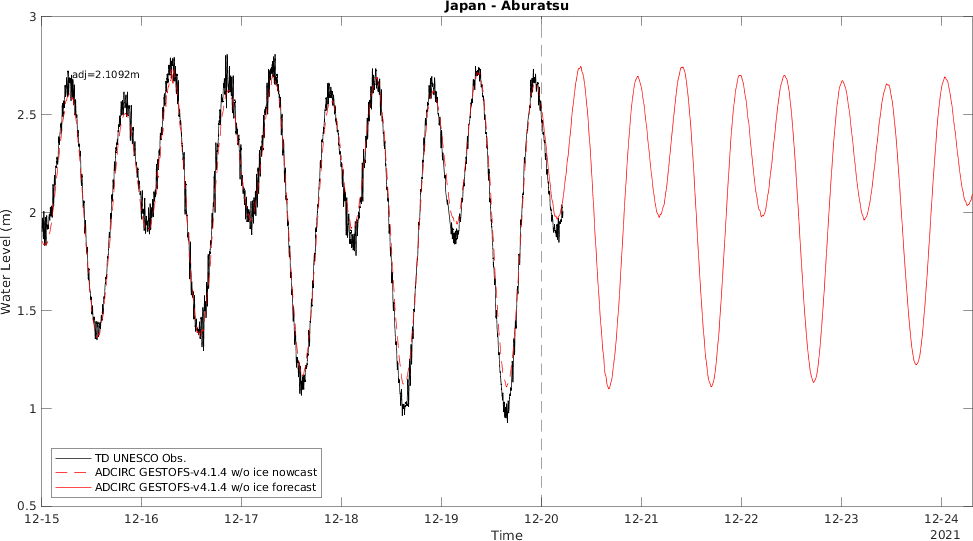 Japan - Aburatsu
adj=2.1092m
3
2.5
2
1.5
1
0.5
Water Level (m)
TD UNESCO Obs.
ADCIRC GESTOFS-v4.1.4 w/o ice nowcast
ADCIRC GESTOFS-v4.1.4 w/o ice forecast
12-15 12-16 12-17 12-18 12-19 12-20 12-21 12-22 12-23 12-24
2021
Time